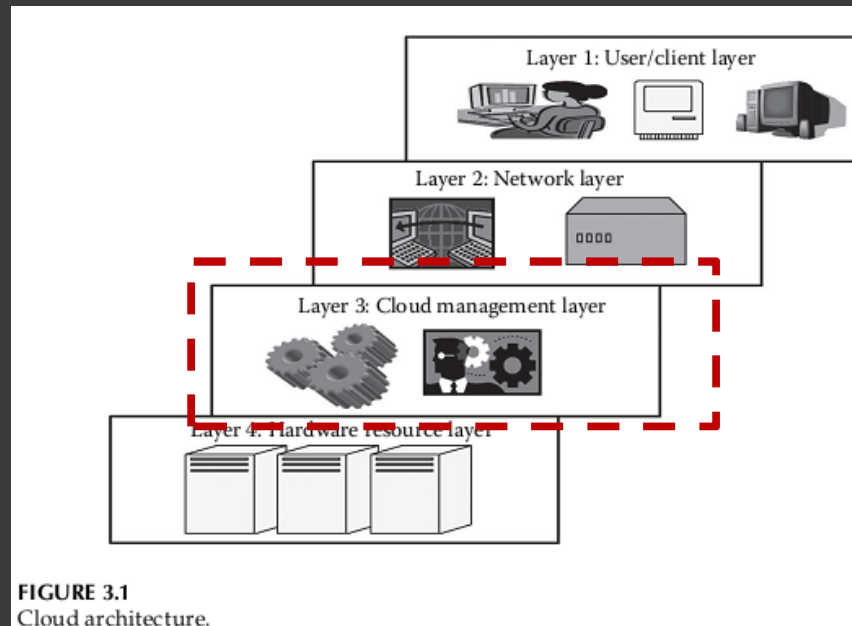 Layer 1: User/client layer
Layer 2: Network layer
Layer 3: Cloud management layer
Layer 4: Hardware resource layer
FIGURE 3.1
Cloud architecture.